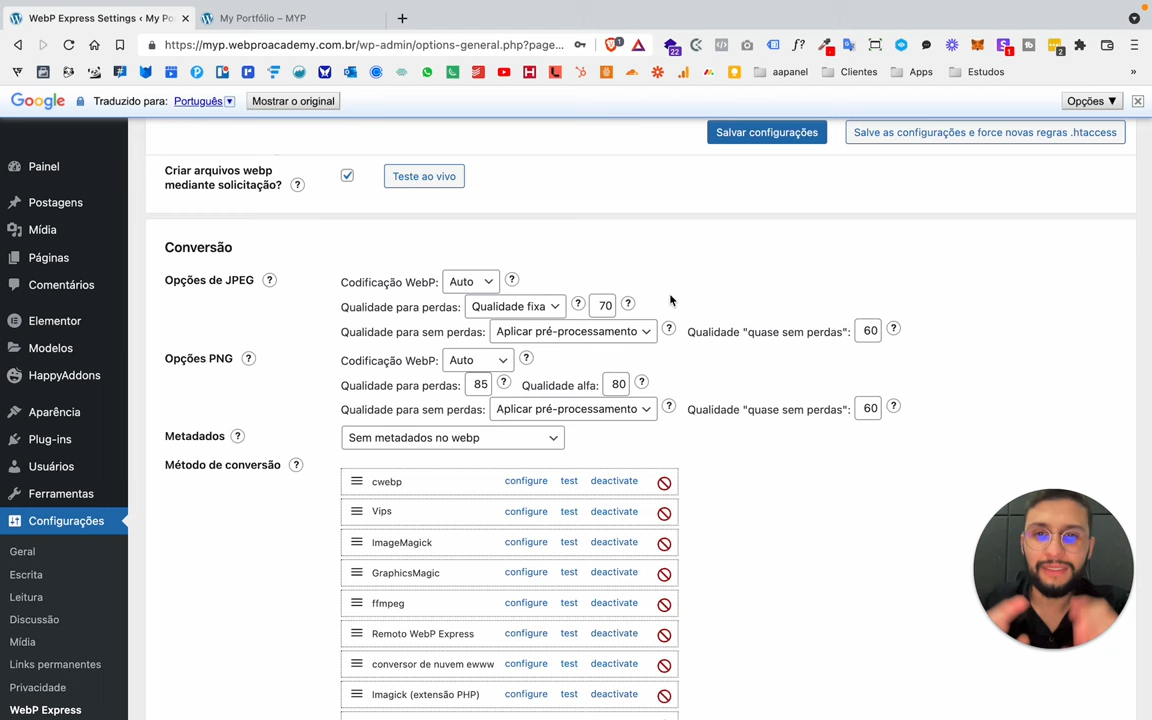 WebP Express Settings ‹ My Po
My Portfólio – MYP
https://myp.webproacademy.com.br/wp-admin/options-general.php?page...
aapanel
Clientes
Apps
Estudos
Google
Traduzido para: Português
Mostrar o original
Opções ▼
Salvar configurações
Salve as configurações e force novas regras .htaccess
Criar arquivos webp
mediante solicitação?
Teste ao vivo
Conversão
Opções de JPEG
Codificação WebP: Auto
Qualidade para perdas: Qualidade fixa 70
Qualidade para sem perdas: Aplicar pré-processamento Qualidade "quase sem perdas": 60
Opções PNG
Codificação WebP: Auto
Qualidade para perdas: 85 Qualidade alfa: 80
Qualidade para sem perdas: Aplicar pré-processamento Qualidade "quase sem perdas": 60
Metadados
Sem metadados no webp
Método de conversão
cwebp configure test deactivate
Vips configure test deactivate
ImageMagick configure test deactivate
GraphicsMagic configure test deactivate
ffmpeg configure test deactivate
Remoto WebP Express configure test deactivate
conversor de nuvem ewww configure test deactivate
Imagick (extensão PHP) configure test deactivate
Painel
Postagens
Mídia
Páginas
Comentários
Elementor
Modelos
HappyAddons
Aparência
Plug-ins
Usuários
Ferramentas
Configurações
Geral
Escrita
Leitura
Discussão
Mídia
Links permanentes
Privacidade
WebP Express